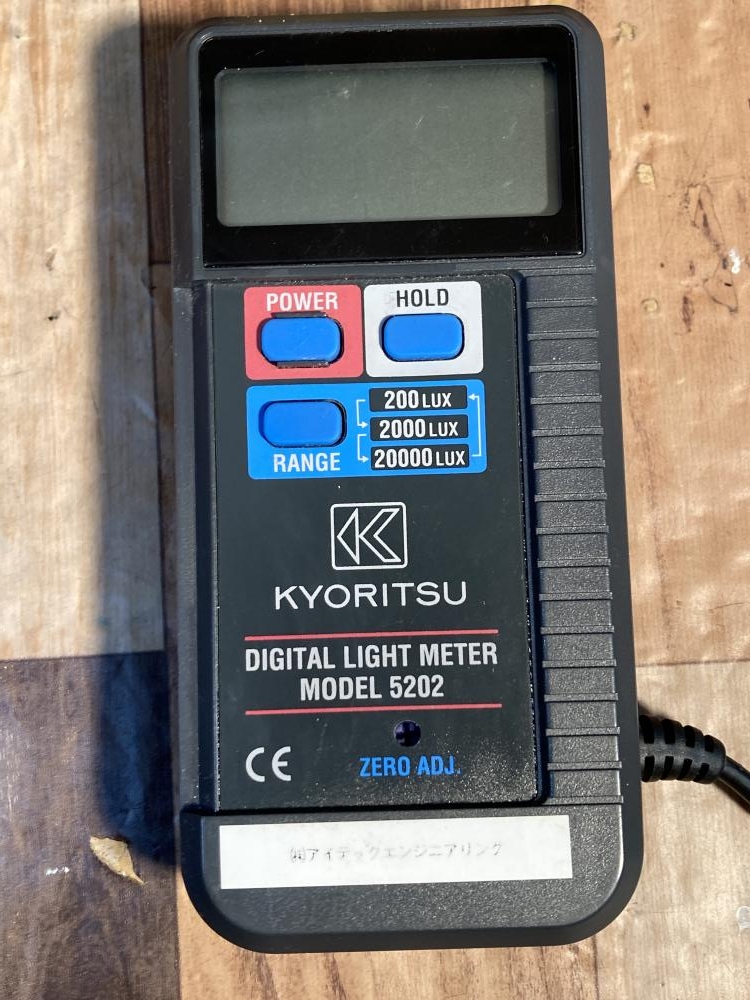 POWER
HOLD
200 LUX
2000 LUX
20000 LUX
RANGE
KYORITSU
DIGITAL LIGHT METER
MODEL 5202
CE
ZERO ADJ.
㈱アイデックエンジニアリング